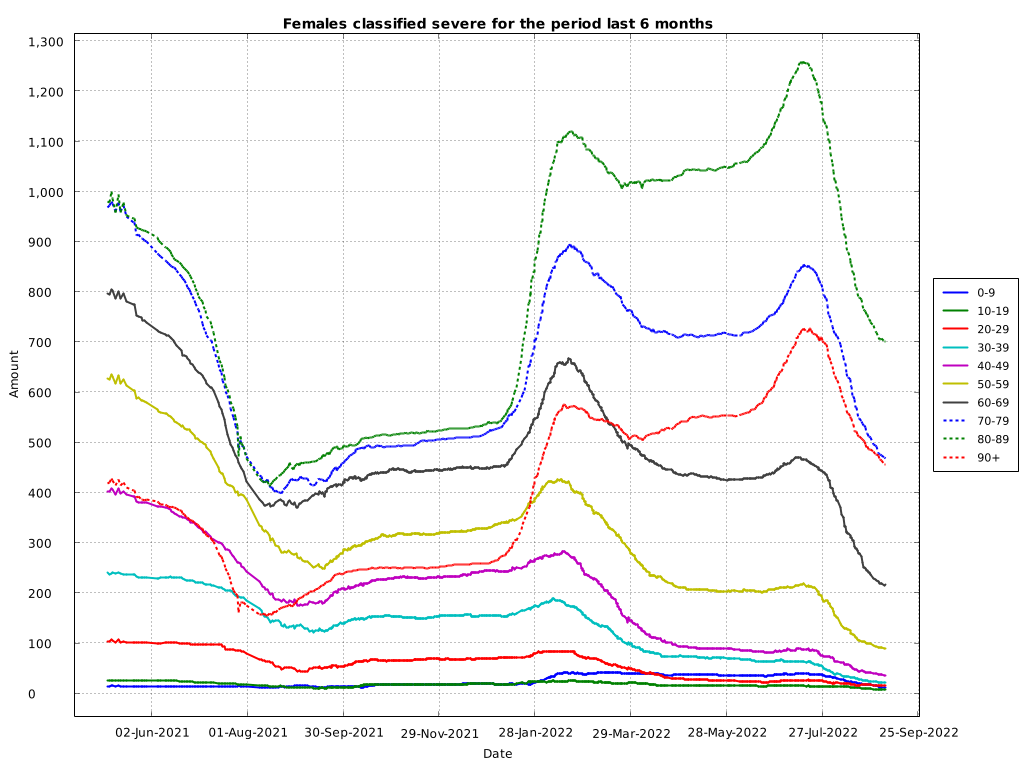 Females classified severe for the period last 6 months
1,300
1,200
1,100
1,000
900
800
700
600
500
400
300
200
100
0
Amount
02-Jun-2021
01-Aug-2021
30-Sep-2021
29-Nov-2021
28-Jan-2022
29-Mar-2022
28-May-2022
27-Jul-2022
25-Sep-2022
Date
0-9
10-19
20-29
30-39
40-49
50-59
60-69
70-79
80-89
90+